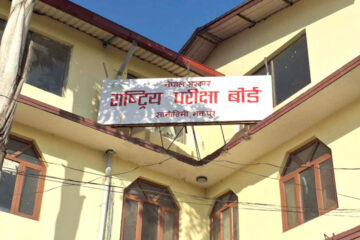 नेपाल सरकार
राष्ट्रिय परीक्षा बोर्ड
सानोठिमी, भक्तपुर